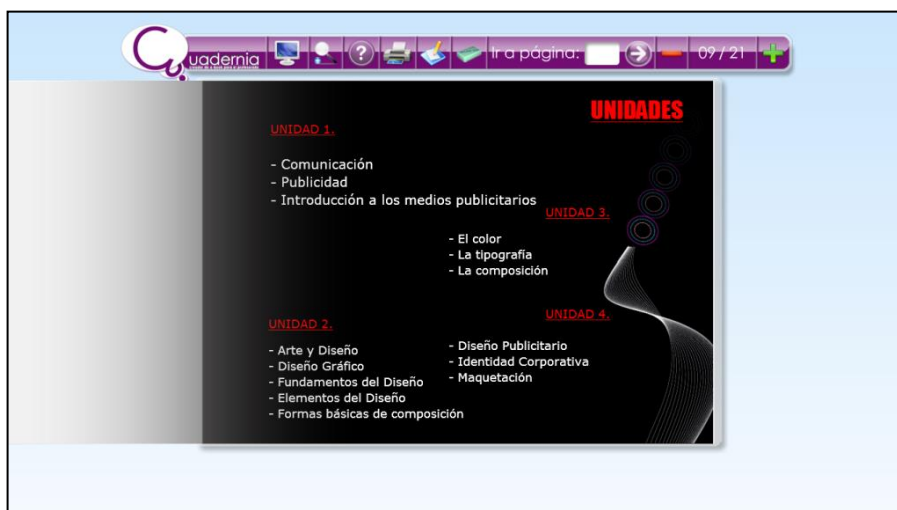 Cuadernia
Ir a página:
09 / 21
UNIDADES
UNIDAD 1.
- Comunicación
- Publicidad
- Introducción a los medios publicitarios
UNIDAD 3.
- El color
- La tipografía
- La composición
UNIDAD 2.
- Arte y Diseño
- Diseño Gráfico
- Fundamentos del Diseño
- Elementos del Diseño
- Formas básicas de composición
UNIDAD 4.
- Diseño Publicitario
- Identidad Corporativa
- Maquetación